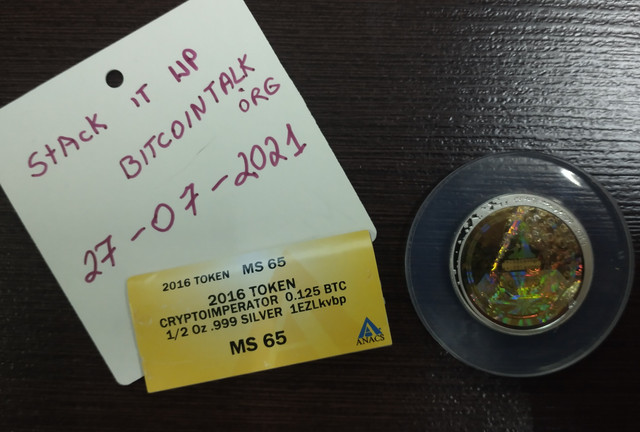 StAck IT UP
BITCOINTALK
.ORG
27-07-2021
2016 TOKEN MS 65
2016 TOKEN
CRYPTOIMPERATOR 0.125 BTC
1/2 Oz .999 SILVER 1EZLkvbp
MS 65
ANACS